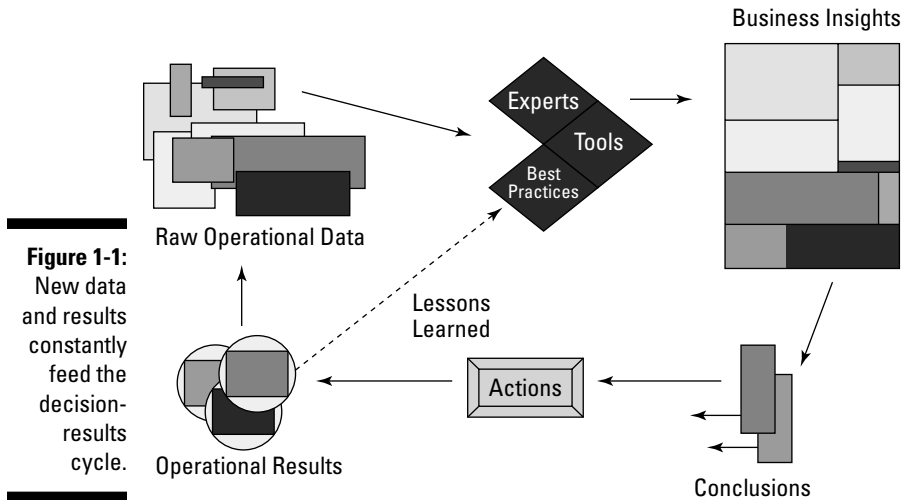 Business Insights
Experts
Tools
Best
Practices
Raw Operational Data
Figure 1-1:
New data
and results
constantly
feed the
decision-
results
cycle.
Lessons
Learned
Actions
Operational Results
Conclusions